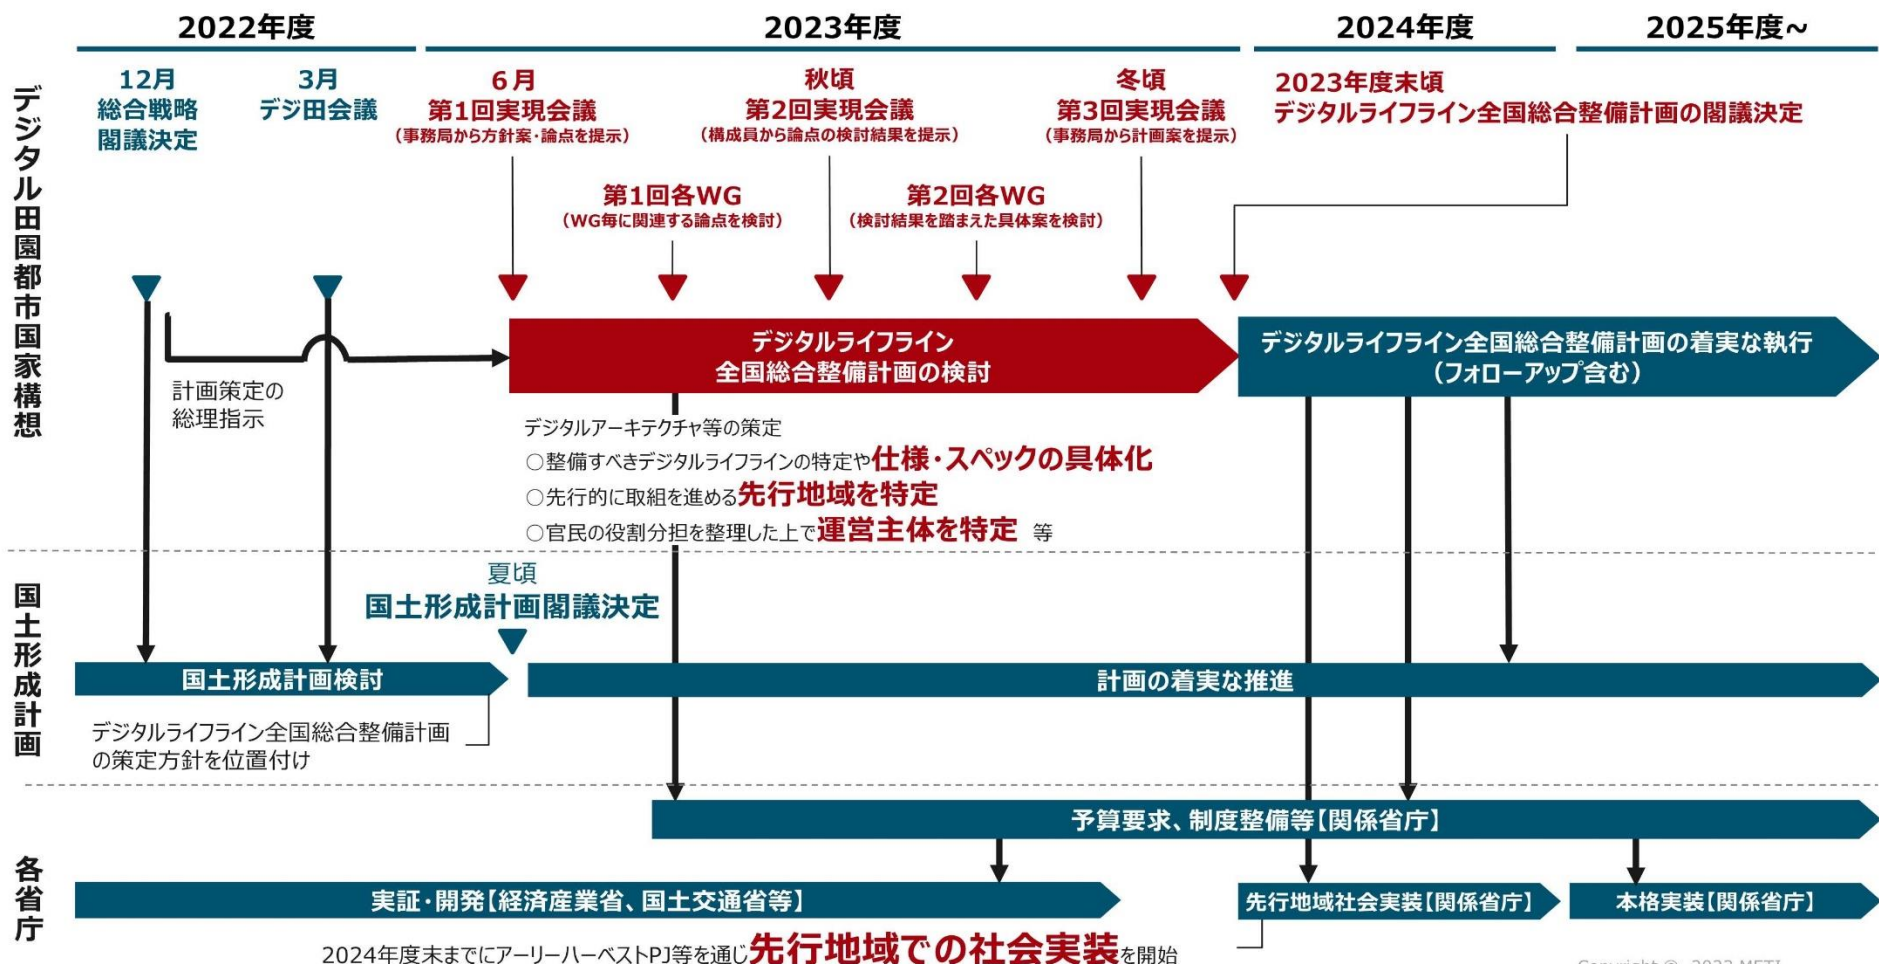 2022年度
2023年度
2024年度
2025年度~
デジタル田園都市国家構想
12月
総合戦略
閣議決定
3月
デジ田会議
6月
第1回実現会議
(事務局から方針案・論点を提示)
秋頃
第2回実現会議
(構成員から論点の検討結果を提示)
冬頃
第3回実現会議
(事務局から計画案を提示)
2023年度末頃
デジタルライフライン全国総合整備計画の閣議決定
第1回各WG
(WG毎に関連する論点を検討)
第2回各WG
(検討結果を踏まえた具体案を検討)
計画策定の
総理指示
デジタルライフライン
全国総合整備計画の検討
デジタルライフライン全国総合整備計画の着実な執行
(フォローアップ含む)
デジタルアーキテクチャ等の策定
○整備すべきデジタルライフラインの特定や仕様・スペックの具体化
○先行的に取組を進める先行地域を特定
○官民の役割分担を整理した上で運営主体を特定 等
国土形成計画
夏頃
国土形成計画閣議決定
国土形成計画検討
計画の着実な推進
デジタルライフライン全国総合整備計画
の策定方針を位置付け
各省庁
予算要求、制度整備等【関係省庁】
実証・開発【経済産業省、国土交通省等】
先行地域社会実装【関係省庁】
本格実装【関係省庁】
2024年度末までにアーリーハーベストPJ等を通じ先行地域での社会実装を開始